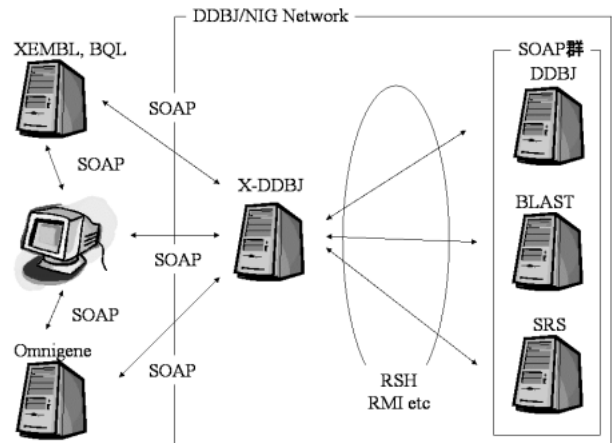 DDBJ/NIG Network
XEMBL, BQL
SOAP群
DDBJ
SOAP
SOAP
X-DDBJ
BLAST
SOAP
SOAP
Omnigene
SRS
SOAP
RSH
RMI etc